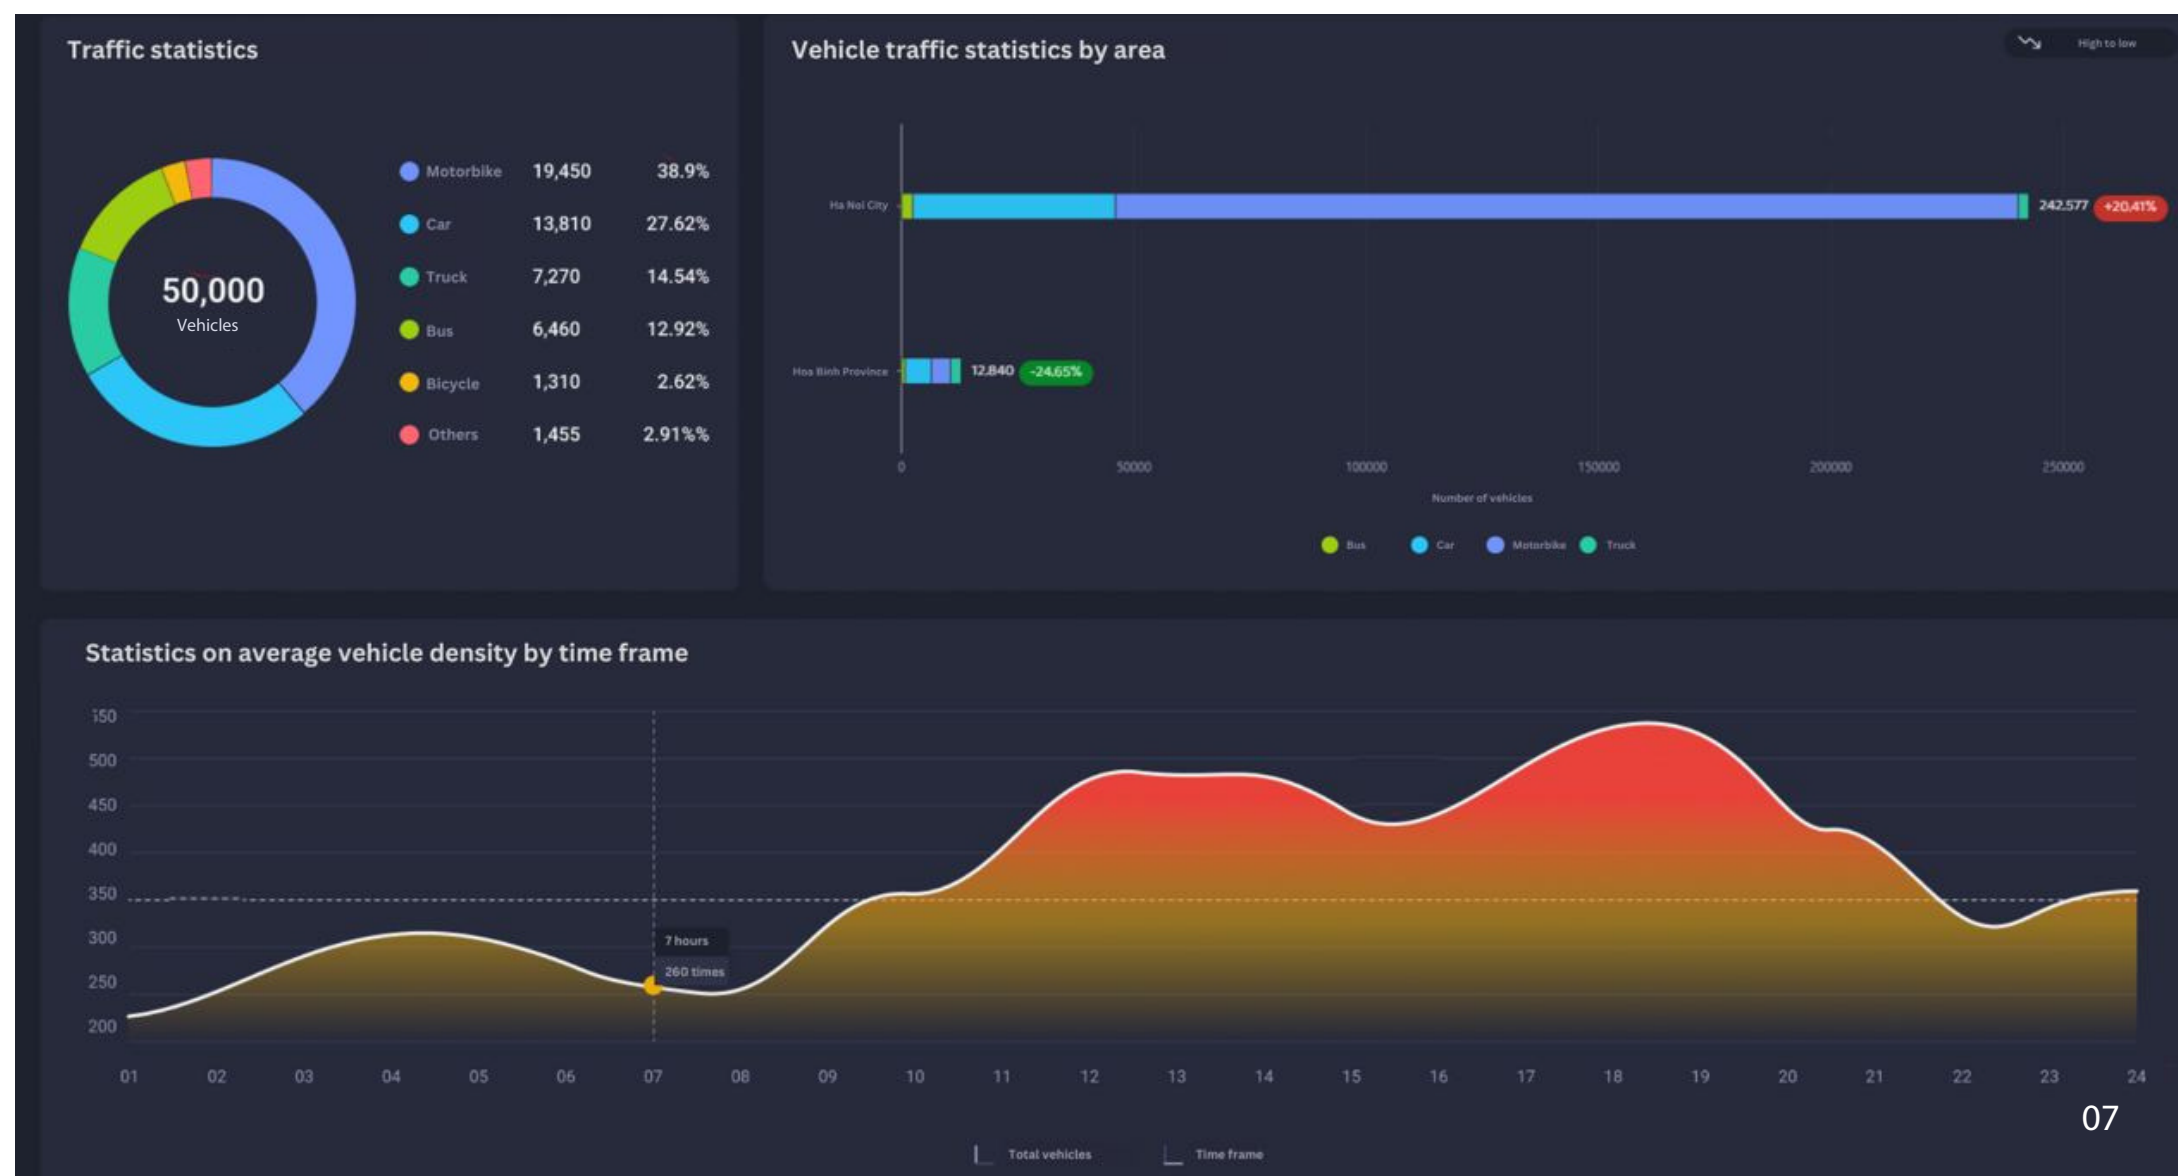 Traffic statistics
Motorbike 19,450 38.9%
Car 13,810 27.62%
Truck 7,270 14.54%
Bus 6,460 12.92%
Bicycle 1,310 2.62%
Others 1,455 2.91%%
50,000
Vehicles
Vehicle traffic statistics by area
High to low
Ha Noi City 242.577 +20.41%
Hoa Binh Province 12.840 -24.65%
0 50000 100000 150000 200000 250000
Number of vehicles
Bus Car Motorbike Truck
Statistics on average vehicle density by time frame
500
450
400
350
300
250
200
7 hours
260 times
01 02 03 04 05 06 07 08 09 10 11 12 13 14 15 16 17 18 19 20 21 22 23 24
07
Total vehicles Time frame